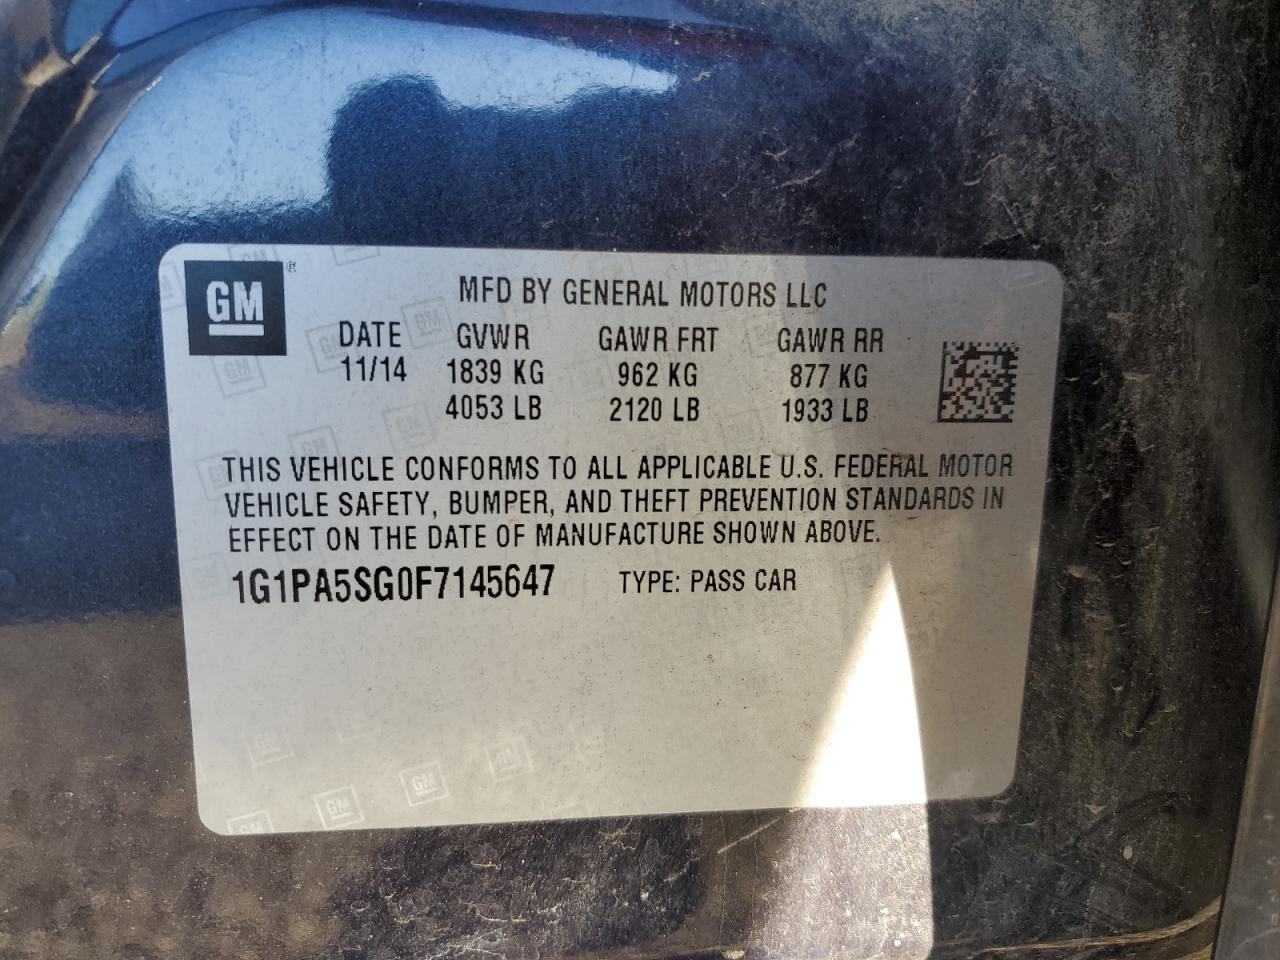 GM
MFD BY GENERAL MOTORS LLC
DATE GVWR GAWR FRT GAWR RR
11/14 1839 KG 962 KG 877 KG
4053 LB 2120 LB 1933 LB
THIS VEHICLE CONFORMS TO ALL APPLICABLE U.S. FEDERAL MOTOR
VEHICLE SAFETY, BUMPER, AND THEFT PREVENTION STANDARDS IN
EFFECT ON THE DATE OF MANUFACTURE SHOWN ABOVE.
1G1PA5SG0F7145647 TYPE: PASS CAR